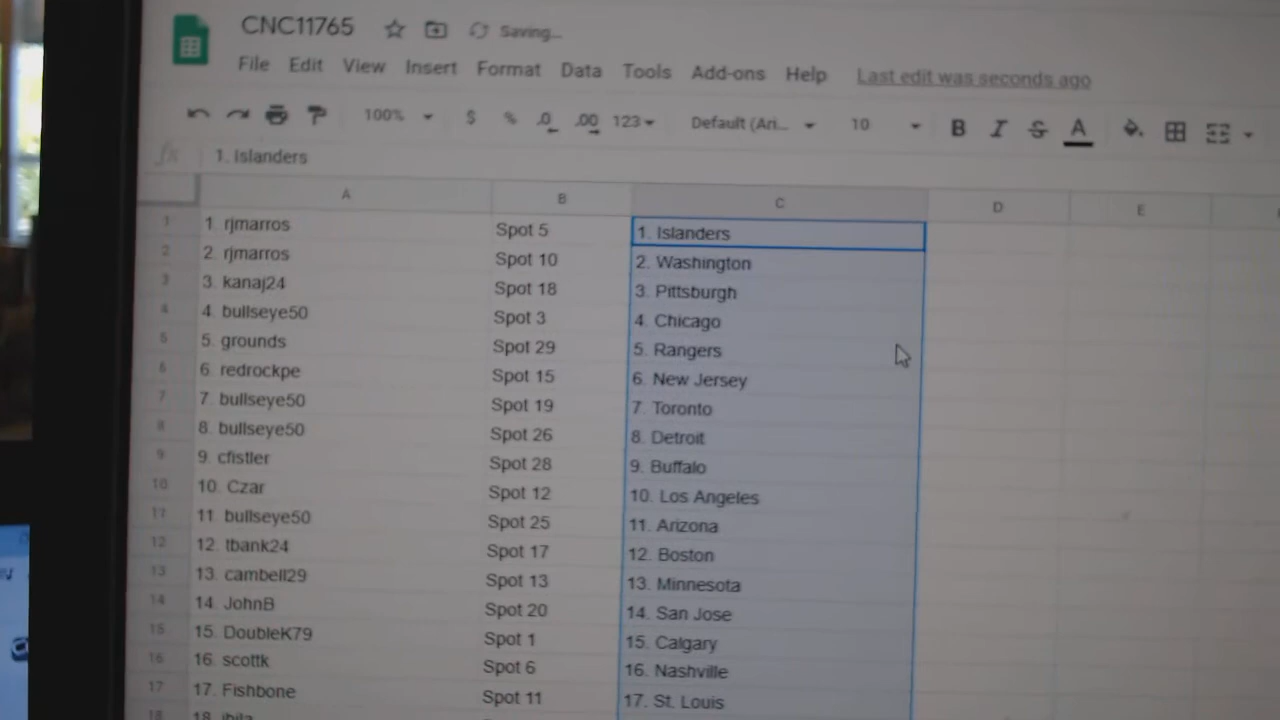 CNC11765 Saving...
File Edit View Insert Format Data Tools Add-ons Help Last edit was seconds ago
100% $ % .0 .00 123 Default (Ari... 10 B I S A
fx 1. Islanders
A B C D E
1 1. rjmarros Spot 5 1. Islanders
2 2. rjmarros Spot 10 2. Washington
3 3. kanaj24 Spot 18 3. Pittsburgh
4 4. bullseye50 Spot 3 4. Chicago
5 5. grounds Spot 29 5. Rangers
6 6. redrockpe Spot 15 6. New Jersey
7 7. bullseye50 Spot 19 7. Toronto
8 8. bullseye50 Spot 26 8. Detroit
9 9. cfistler Spot 28 9. Buffalo
10 10. Czar Spot 12 10. Los Angeles
11 11. bullseye50 Spot 25 11. Arizona
12 12. tbank24 Spot 17 12. Boston
13 13. cambell29 Spot 13 13. Minnesota
14 14. JohnB Spot 20 14. San Jose
15 15. DoubleK79 Spot 1 15. Calgary
16 16. scottk Spot 6 16. Nashville
17 17. Fishbone Spot 11 17. St. Louis
18 18.